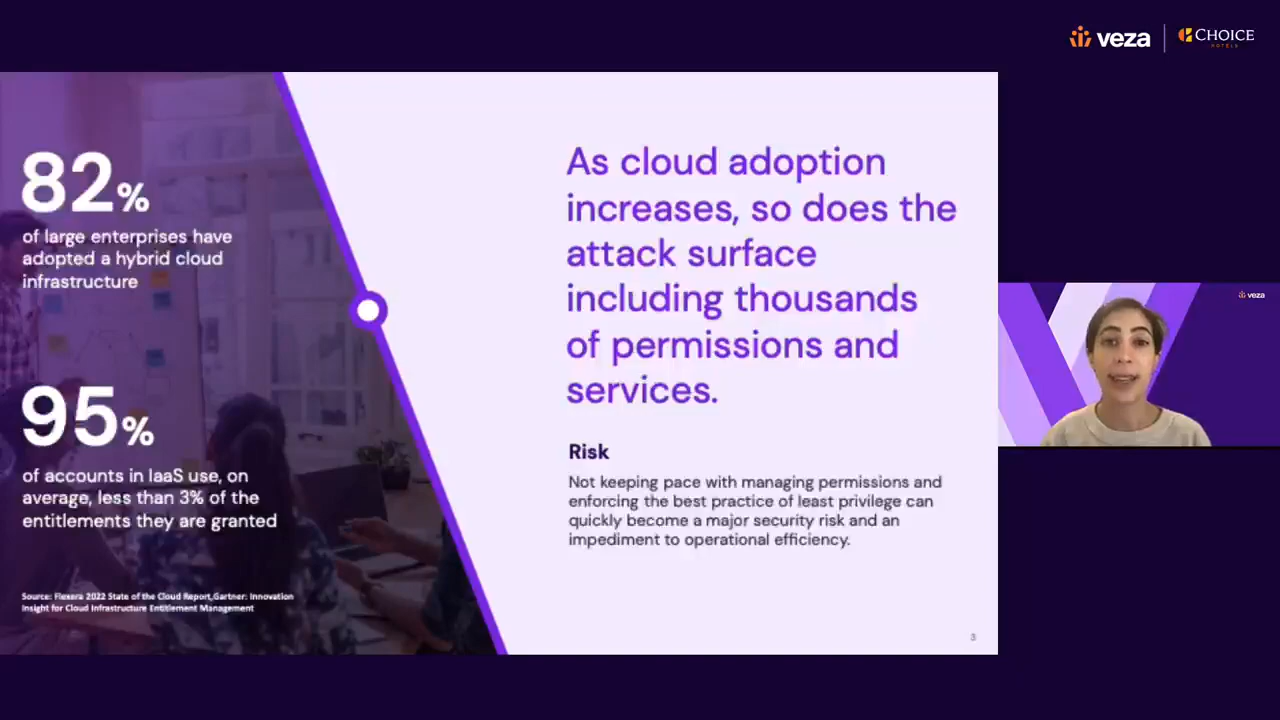 veza
CHOICE
HOTELS
82%
of large enterprises have
adopted a hybrid cloud
infrastructure
95%
of accounts in IaaS use, on
average, less than 3% of the
entitlements they are granted
Source: Flexera 2022 State of the Cloud Report,Gartner: Innovation
Insight for Cloud Infrastructure Entitlement Management
As cloud adoption
increases, so does the
attack surface
including thousands
of permissions and
services.
Risk
Not keeping pace with managing permissions and
enforcing the best practice of least privilege can
quickly become a major security risk and an
impediment to operational efficiency.
3
veza